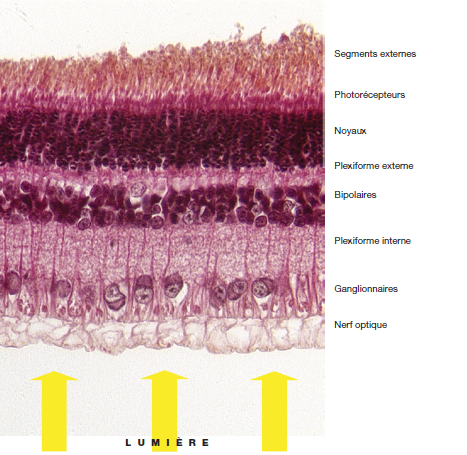 Segments externes
Photorécepteurs
Noyaux
Plexiforme externe
Bipolaires
Plexiforme interne
Ganglionnaires
Nerf optique
LUMIÈRE